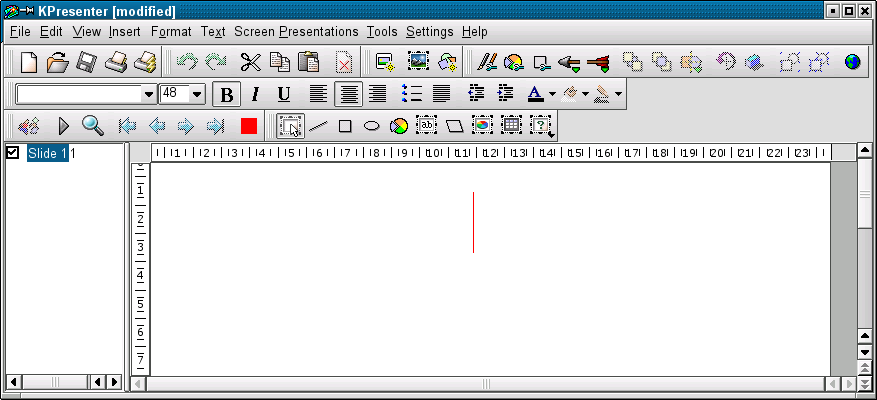 KPresenter [modified]
File Edit View Insert Format Text Screen Presentations Tools Settings Help
48 B I U A
ab ?
Slide 1 1
1 2 3 4 5 6 7 8 9 10 11 12 13 14 15 16 17 18 19 20 21 22 23
1
2
3
4
5
6
7